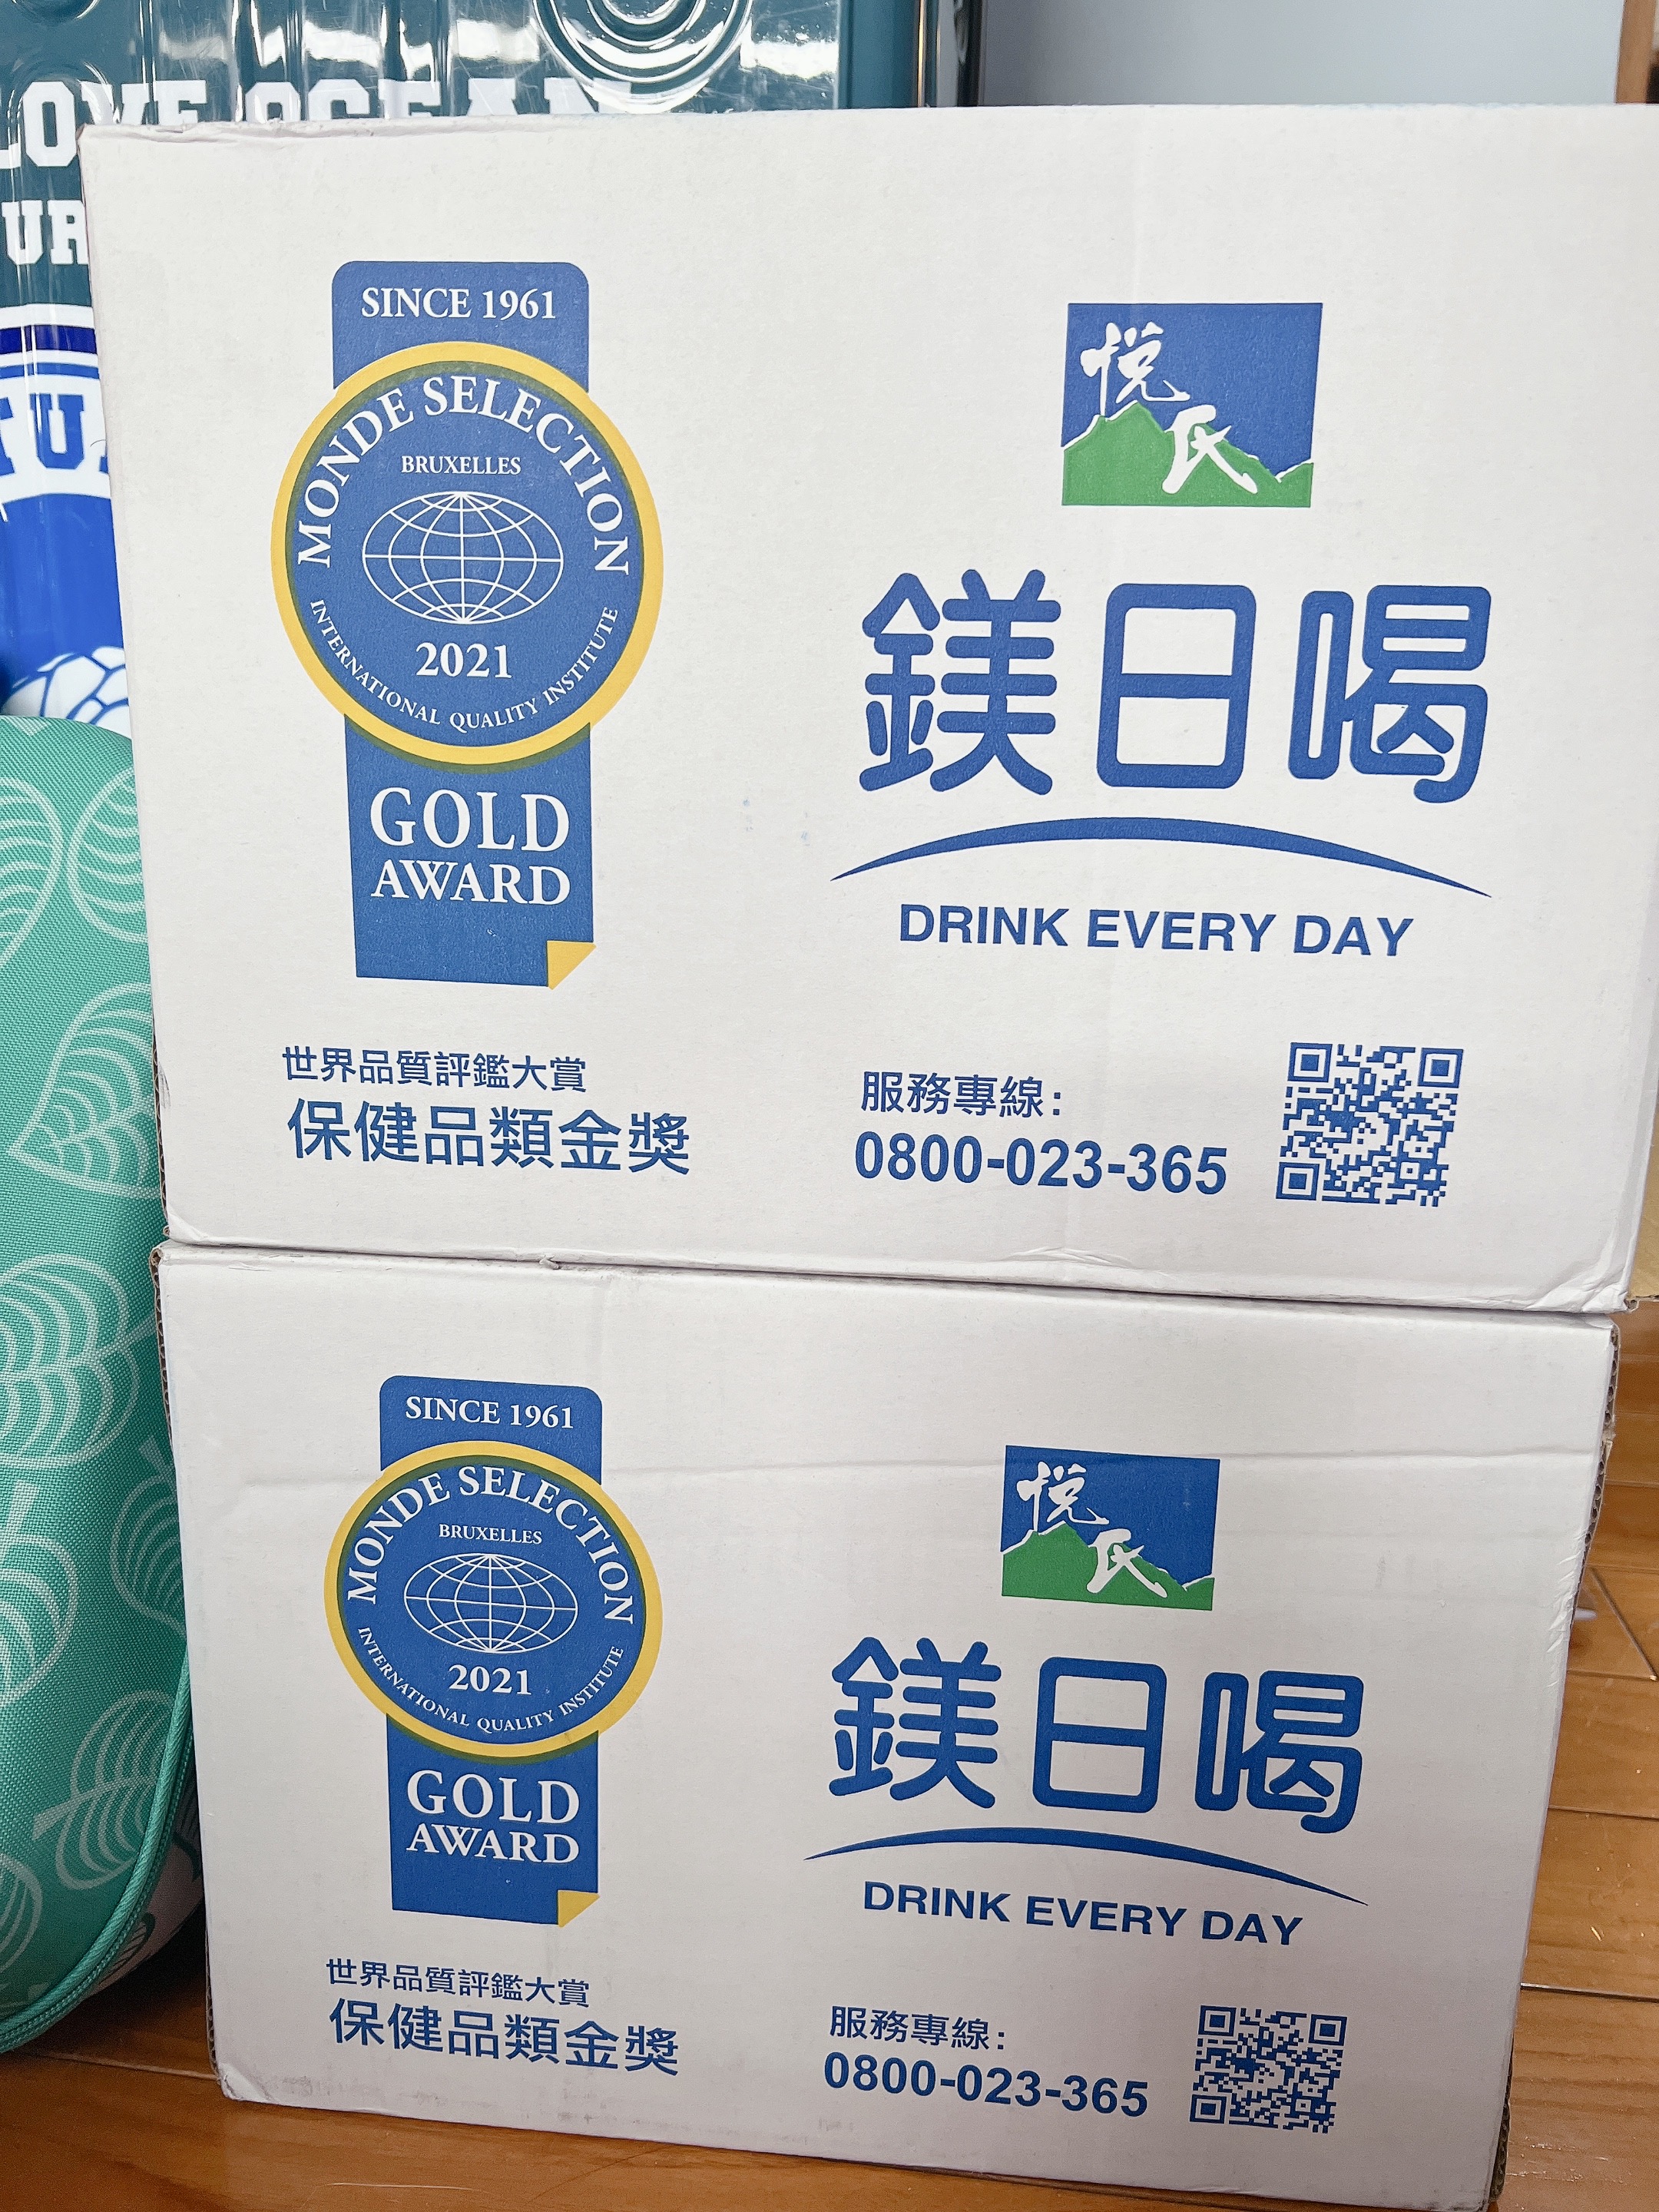 LOVE OCEAN
SINCE 1961
MONDE SELECTION
BRUXELLES
2021
INTERNATIONAL QUALITY INSTITUTE
GOLD
AWARD
世界品質評鑑大賞
保健品類金獎
悅氏
鎂日喝
DRINK EVERY DAY
服務專線:
0800-023-365
SINCE 1961
MONDE SELECTION
BRUXELLES
2021
INTERNATIONAL QUALITY INSTITUTE
GOLD
AWARD
世界品質評鑑大賞
保健品類金獎
悅氏
鎂日喝
DRINK EVERY DAY
服務專線:
0800-023-365